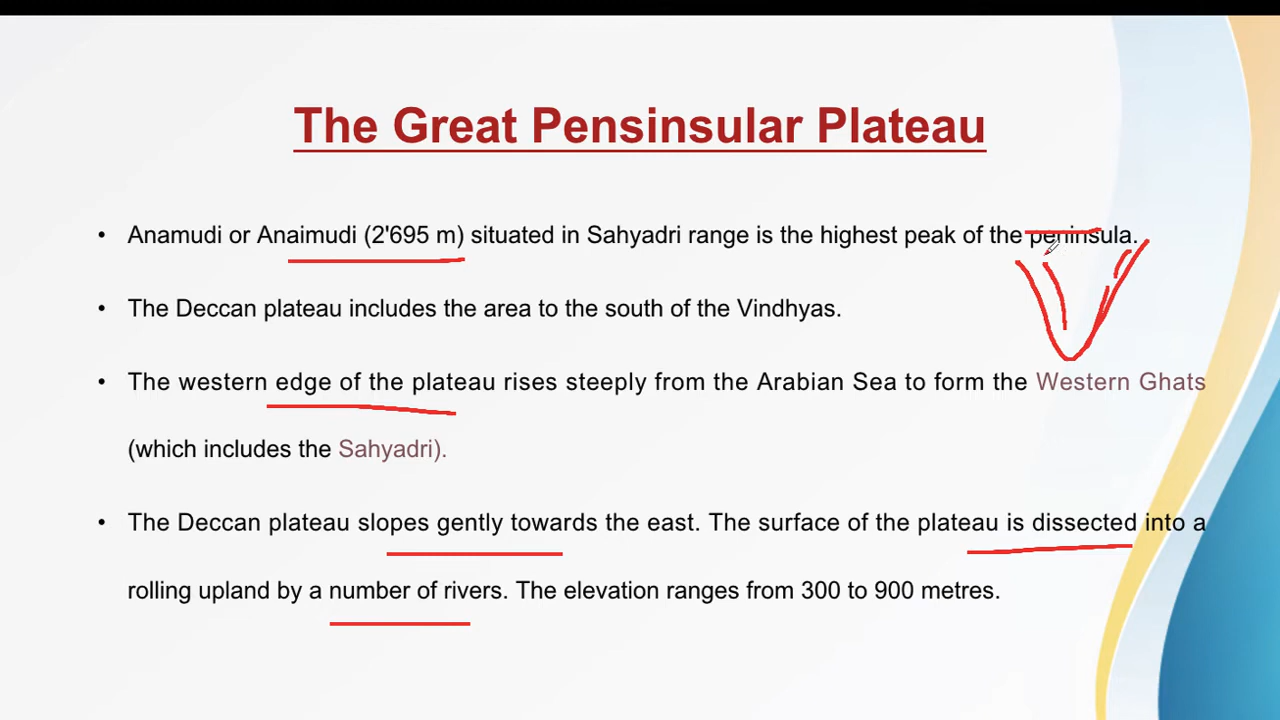 The Great Pensinsular Plateau
• Anamudi or Anaimudi (2'695 m) situated in Sahyadri range is the highest peak of the peninsula.
• The Deccan plateau includes the area to the south of the Vindhyas.
• The western edge of the plateau rises steeply from the Arabian Sea to form the Western Ghats
(which includes the Sahyadri).
• The Deccan plateau slopes gently towards the east. The surface of the plateau is dissected into a
rolling upland by a number of rivers. The elevation ranges from 300 to 900 metres.